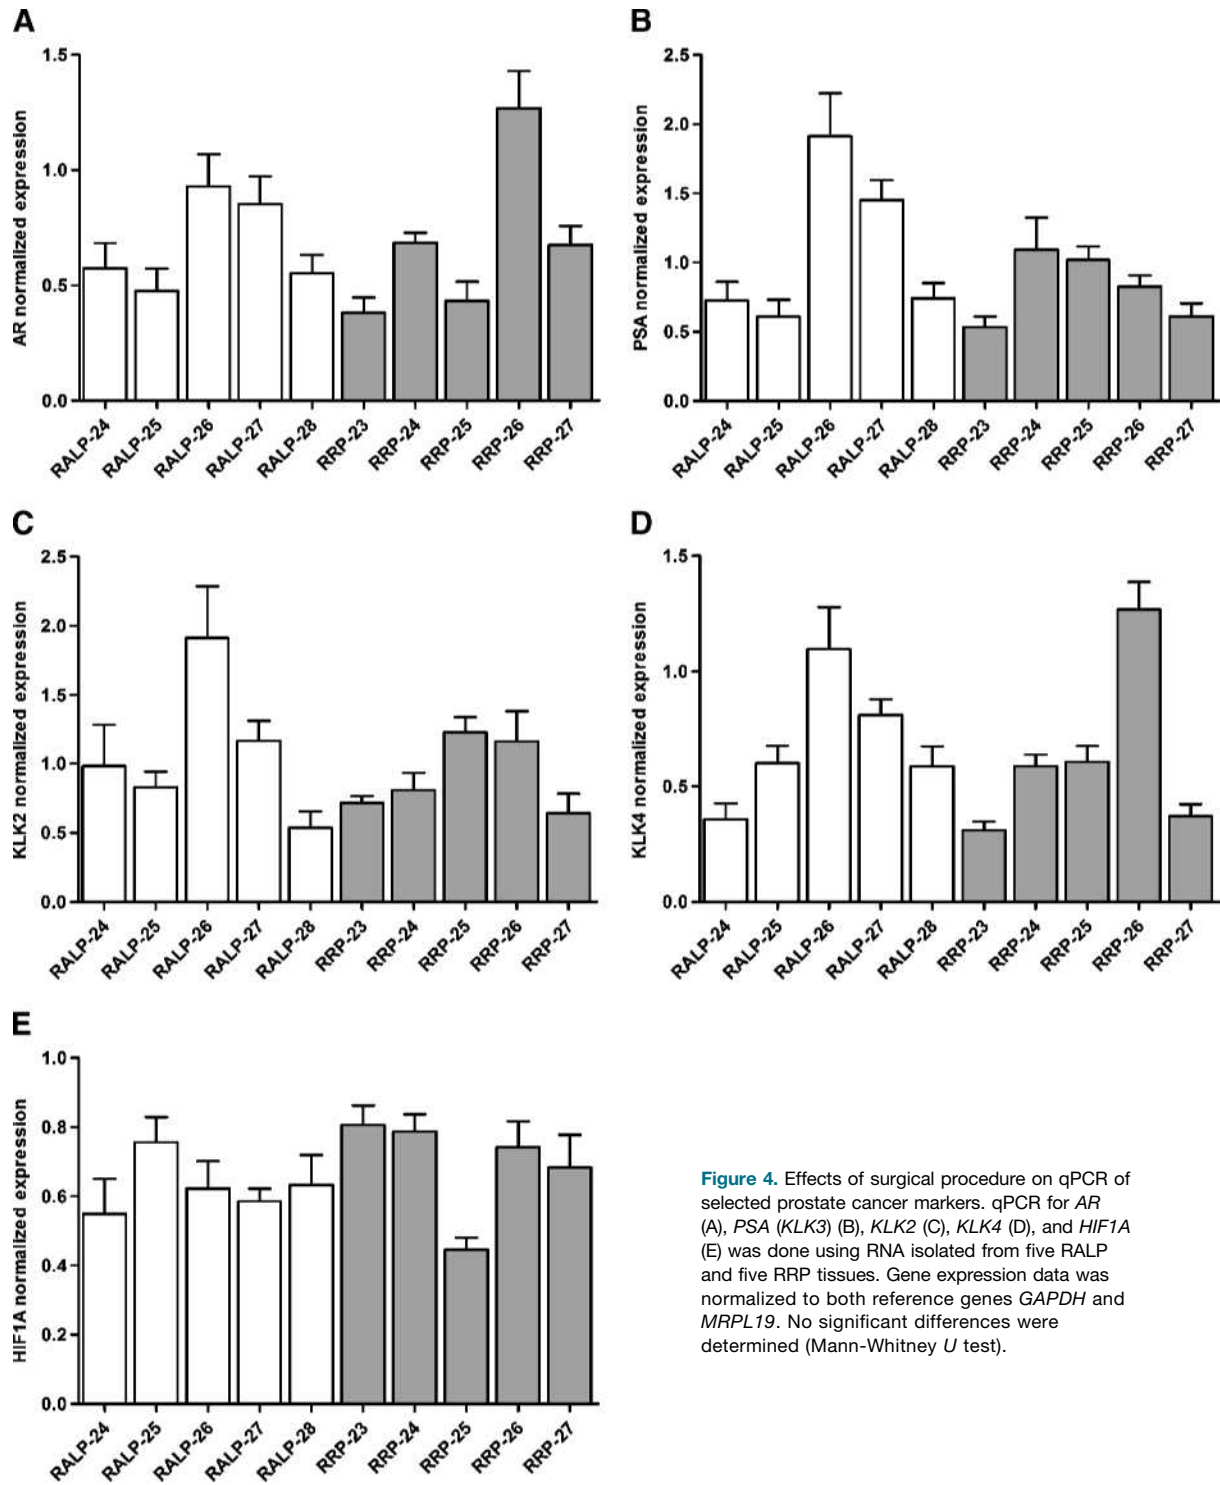 A
AR normalized expression
1.5
1.0
0.5
0.0
RALP-24
RALP-25
RALP-26
RALP-27
RALP-28
RRP-23
RRP-24
RRP-25
RRP-26
RRP-27
B
PSA normalized expression
2.5
2.0
1.5
1.0
0.5
0.0
RALP-24
RALP-25
RALP-26
RALP-27
RALP-28
RRP-23
RRP-24
RRP-25
RRP-26
RRP-27
C
KLK2 normalized expression
2.5
2.0
1.5
1.0
0.5
0.0
RALP-24
RALP-25
RALP-26
RALP-27
RALP-28
RRP-23
RRP-24
RRP-25
RRP-26
RRP-27
D
KLK4 normalized expression
1.5
1.0
0.5
0.0
RALP-24
RALP-25
RALP-26
RALP-27
RALP-28
RRP-23
RRP-24
RRP-25
RRP-26
RRP-27
E
HIF1A normalized expression
1.0
0.8
0.6
0.4
0.2
0.0
RALP-24
RALP-25
RALP-26
RALP-27
RALP-28
RRP-23
RRP-24
RRP-25
RRP-26
RRP-27
Figure 4. Effects of surgical procedure on qPCR of
selected prostate cancer markers. qPCR for AR
(A), PSA (KLK3) (B), KLK2 (C), KLK4 (D), and HIF1A
(E) was done using RNA isolated from five RALP
and five RRP tissues. Gene expression data was
normalized to both reference genes GAPDH and
MRPL19. No significant differences were
determined (Mann-Whitney U test).